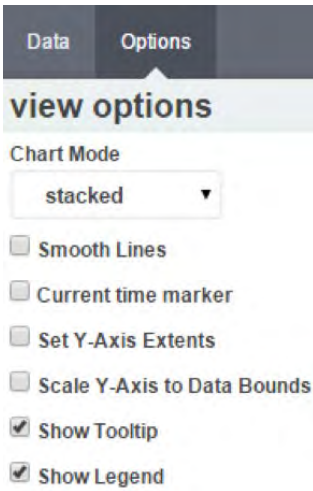 Data Options
view options
Chart Mode
stacked
Smooth Lines
Current time marker
Set Y-Axis Extents
Scale Y-Axis to Data Bounds
Show Tooltip
Show Legend